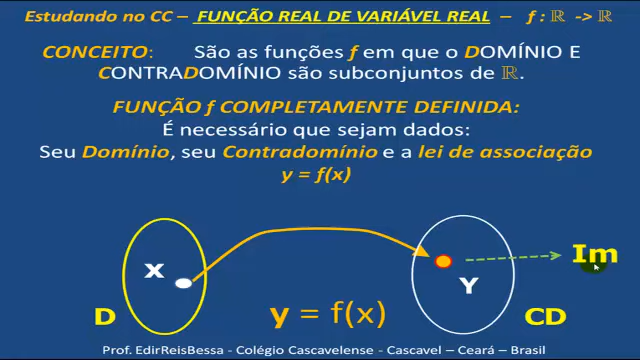 Estudando no CC – FUNÇÃO REAL DE VARIÁVEL REAL – f : ℝ -> ℝ
CONCEITO: São as funções f em que o DOMÍNIO E
CONTRADOMÍNIO são subconjuntos de ℝ.
FUNÇÃO f COMPLETAMENTE DEFINIDA:
É necessário que sejam dados:
Seu Domínio, seu Contradomínio e a lei de associação
y = f(x)
Im
x
Y
D
y = f(x)
CD
Prof. EdirReisBessa - Colégio Cascavelense - Cascavel – Ceará – Brasil